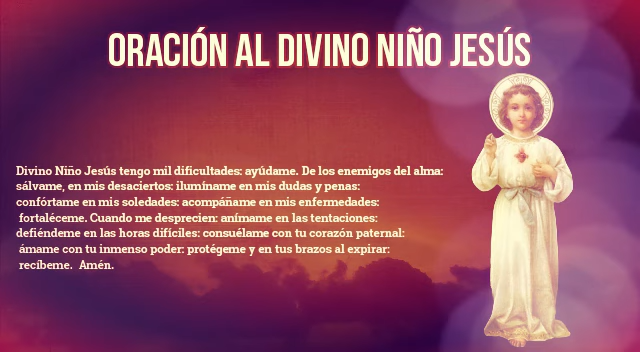 ORACIÓN AL DIVINO NIÑO JESÚS
Divino Niño Jesús tengo mil dificultades: ayúdame. De los enemigos del alma:
sálvame, en mis desaciertos: ilumíname en mis dudas y penas:
confórtame en mis soledades: acompáñame en mis enfermedades:
fortaléceme. Cuando me desprecien: anímame en las tentaciones:
defiéndeme en las horas difíciles: consuélame con tu corazón paternal:
ámame con tu inmenso poder: protégeme y en tus brazos al expirar:
recíbeme. Amén.